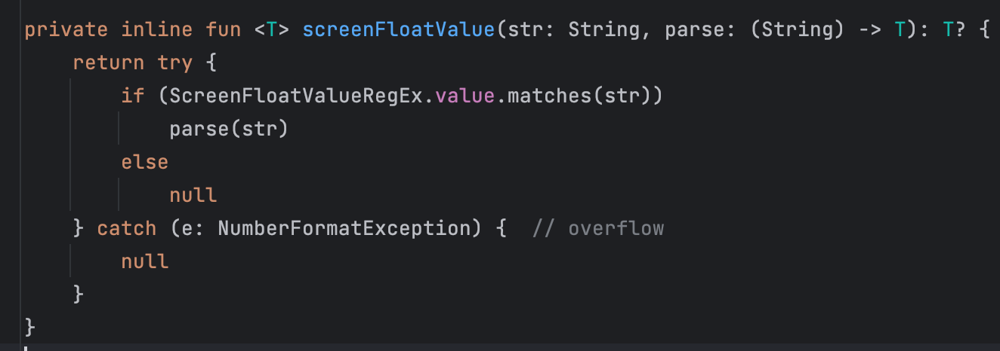 private inline fun <T> screenFloatValue(str: String, parse: (String) -> T): T? {
    return try {
        if (ScreenFloatValueRegEx.value.matches(str))
            parse(str)
        else
            null
    } catch (e: NumberFormatException) {  // overflow
        null
    }
}